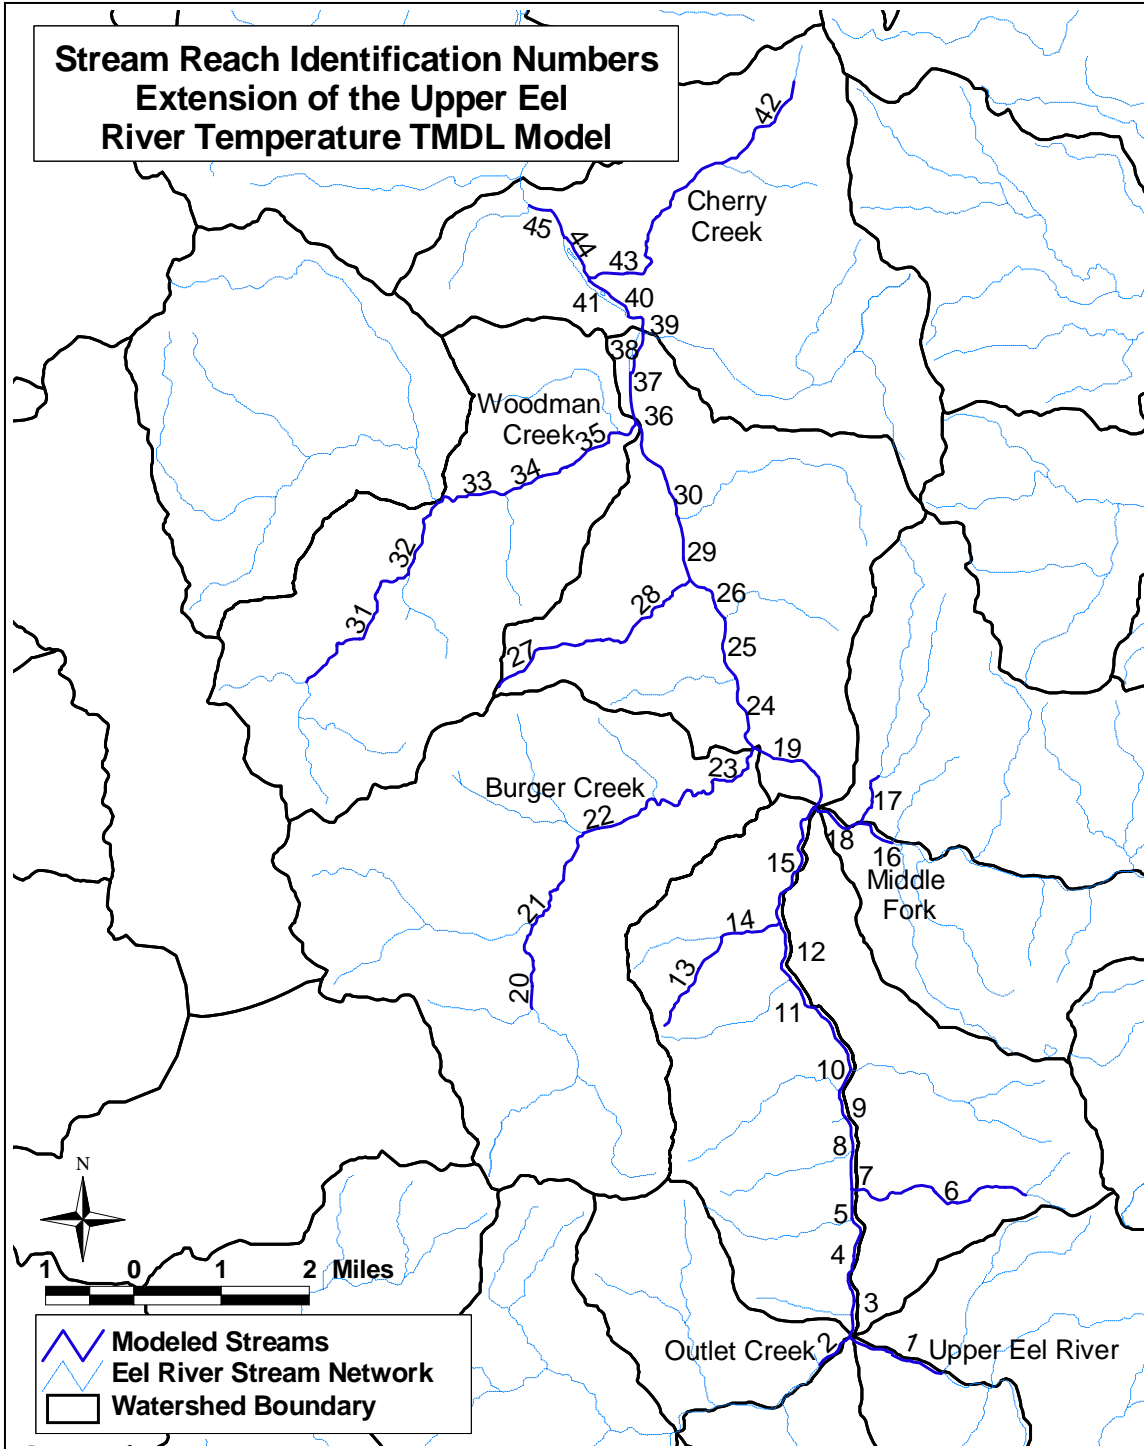 Stream Reach Identification Numbers
Extension of the Upper Eel
River Temperature TMDL Model
42
Cherry
Creek
45
44
43
41
40
39
38
37
Woodman
Creek
36
35
34
33
30
32
29
28
26
31
27
25
24
19
23
Burger Creek
17
22
18
16
15
Middle
Fork
21
14
12
13
20
11
10
9
8
7
6
5
4
N
1 0 1 2 Miles
3
Modeled Streams
Eel River Stream Network
Watershed Boundary
Outlet Creek
2
1
Upper Eel River